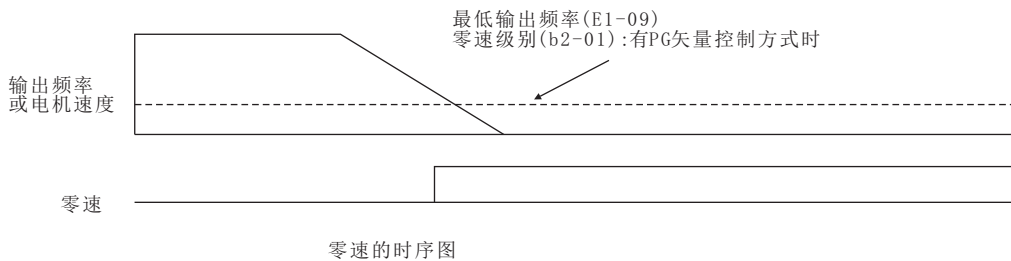 最低输出频率(E1-09)
零速级别(b2-01):有PG矢量控制方式时
输出频率
或电机速度
零速
零速的时序图